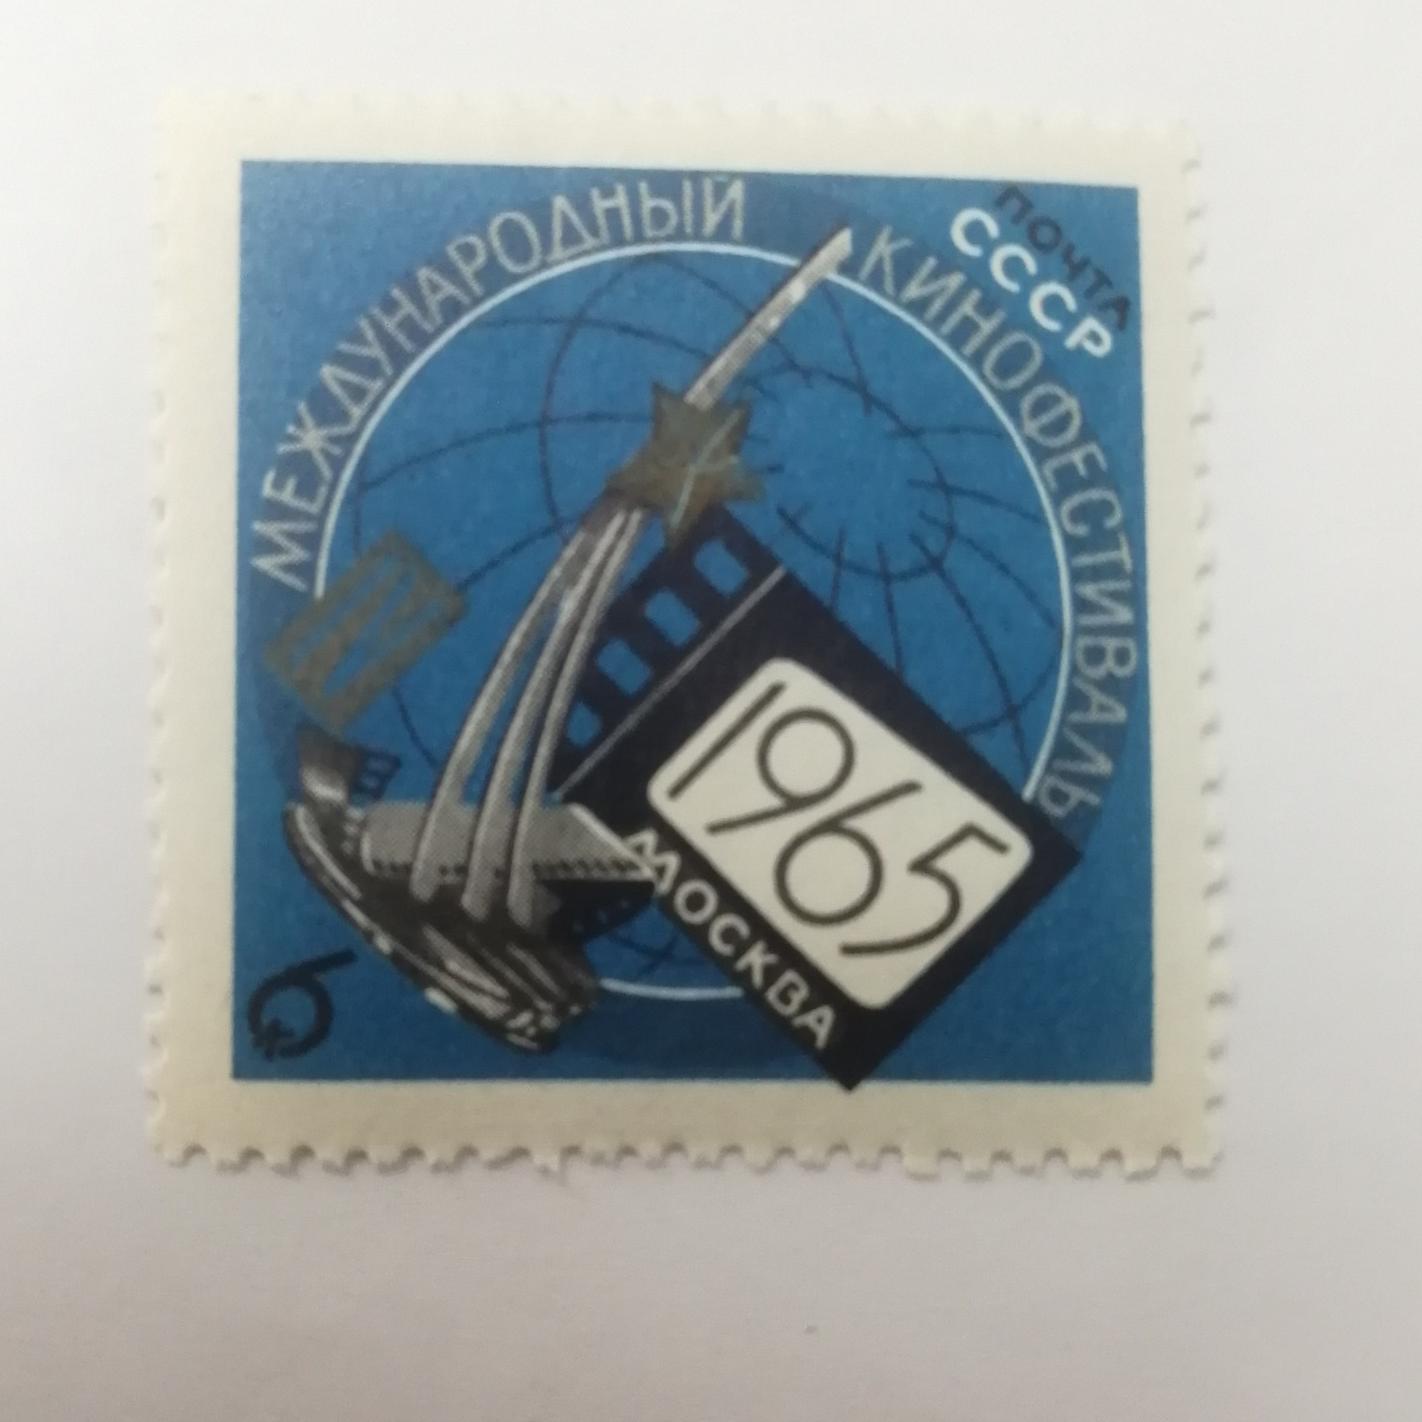 МЕЖДУНАРОДНЫЙ КИНОФЕСТИВАЛЬ
ПОЧТА
СССР
1965
МОСКВА
6
к